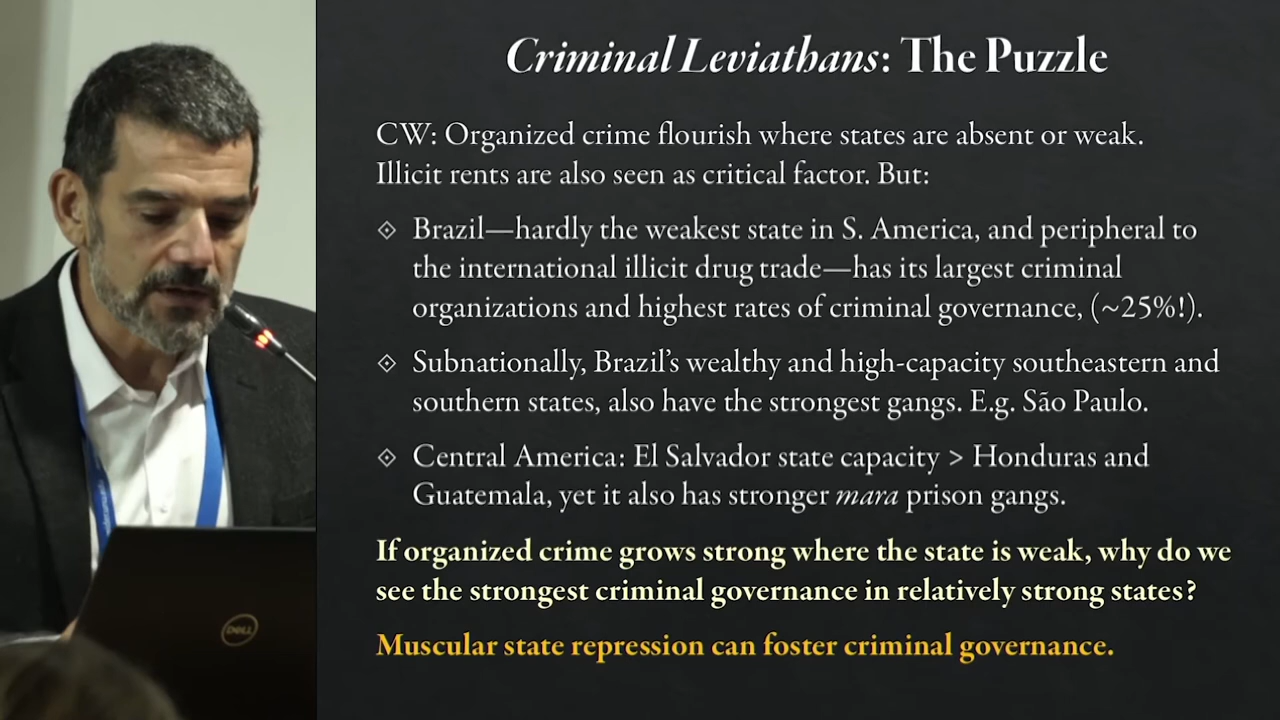 Criminal Leviathans: The Puzzle
CW: Organized crime flourish where states are absent or weak.
Illicit rents are also seen as critical factor. But:
Brazil—hardly the weakest state in S. America, and peripheral to
the international illicit drug trade—has its largest criminal
organizations and highest rates of criminal governance, (~25%!).
Subnationally, Brazil’s wealthy and high-capacity southeastern and
southern states, also have the strongest gangs. E.g. São Paulo.
Central America: El Salvador state capacity > Honduras and
Guatemala, yet it also has stronger mara prison gangs.
If organized crime grows strong where the state is weak, why do we
see the strongest criminal governance in relatively strong states?
Muscular state repression can foster criminal governance.
DELL